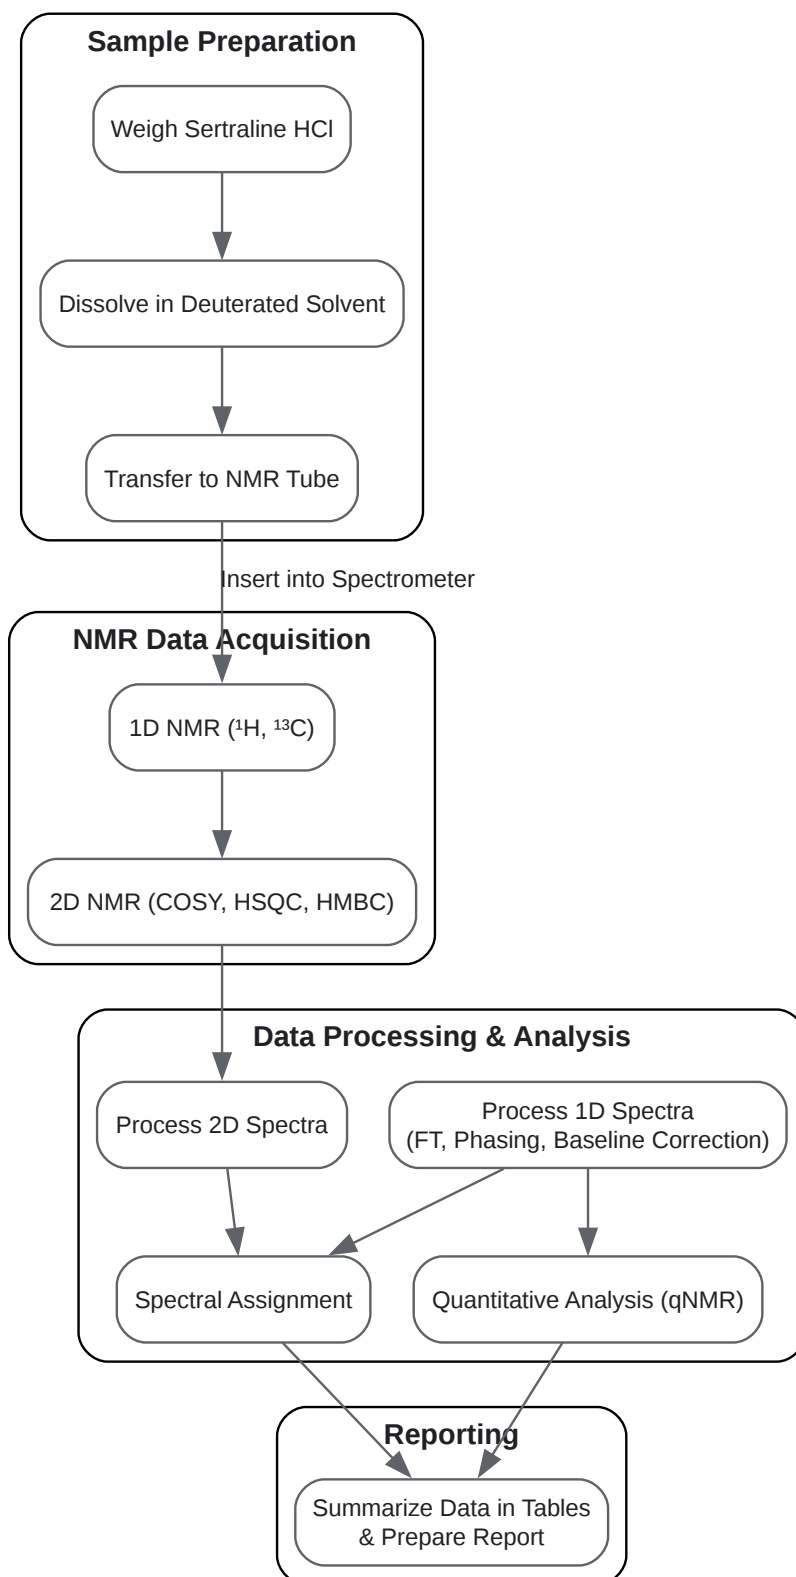 Sample Preparation
Weigh Sertraline HCl
Dissolve in Deuterated Solvent
Transfer to NMR Tube
Insert into Spectrometer
NMR Data Acquisition
1D NMR (¹H, ¹³C)
2D NMR (COSY, HSQC, HMBC)
Data Processing & Analysis
Process 2D Spectra
Process 1D Spectra
(FT, Phasing, Baseline Correction)
Spectral Assignment
Quantitative Analysis (qNMR)
Reporting
Summarize Data in Tables
& Prepare Report